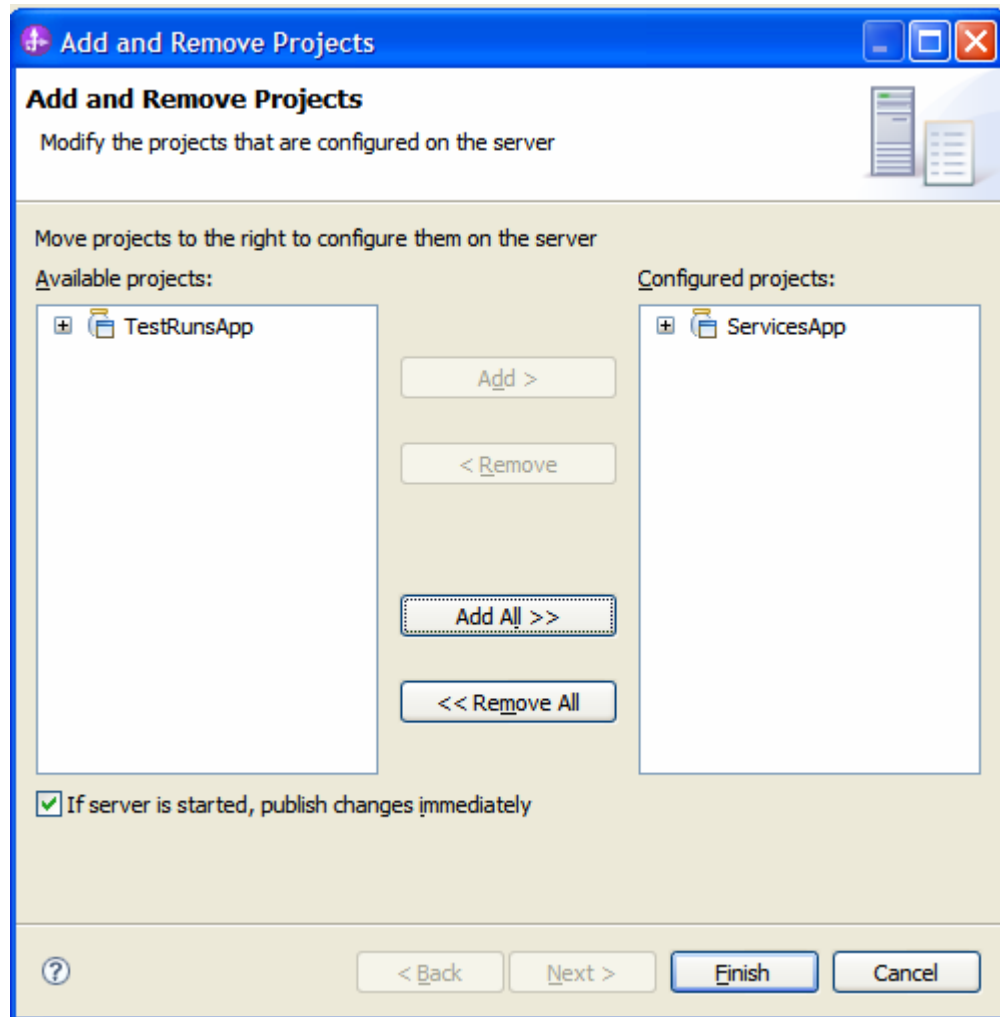 Add and Remove Projects
Add and Remove Projects
Modify the projects that are configured on the server
Move projects to the right to configure them on the server
Available projects:
Configured projects:
TestRunsApp
ServicesApp
Add >
< Remove
Add All >>
<< Remove All
If server is started, publish changes immediately
?
< Back
Next >
Finish
Cancel